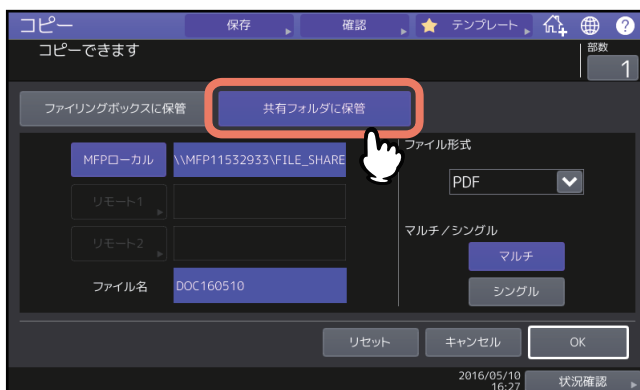 コピー 保存 確認 テンプレート ?
コピーできます 部数
1
ファイリングボックスに保管 共有フォルダに保管
ファイル形式
MFPローカル \\MFP11532933\FILE_SHARE
PDF
リモート1
マルチ／シングル
リモート2
マルチ
ファイル名 DOC160510
シングル
リセット キャンセル OK
2016/05/10
16:27 状況確認